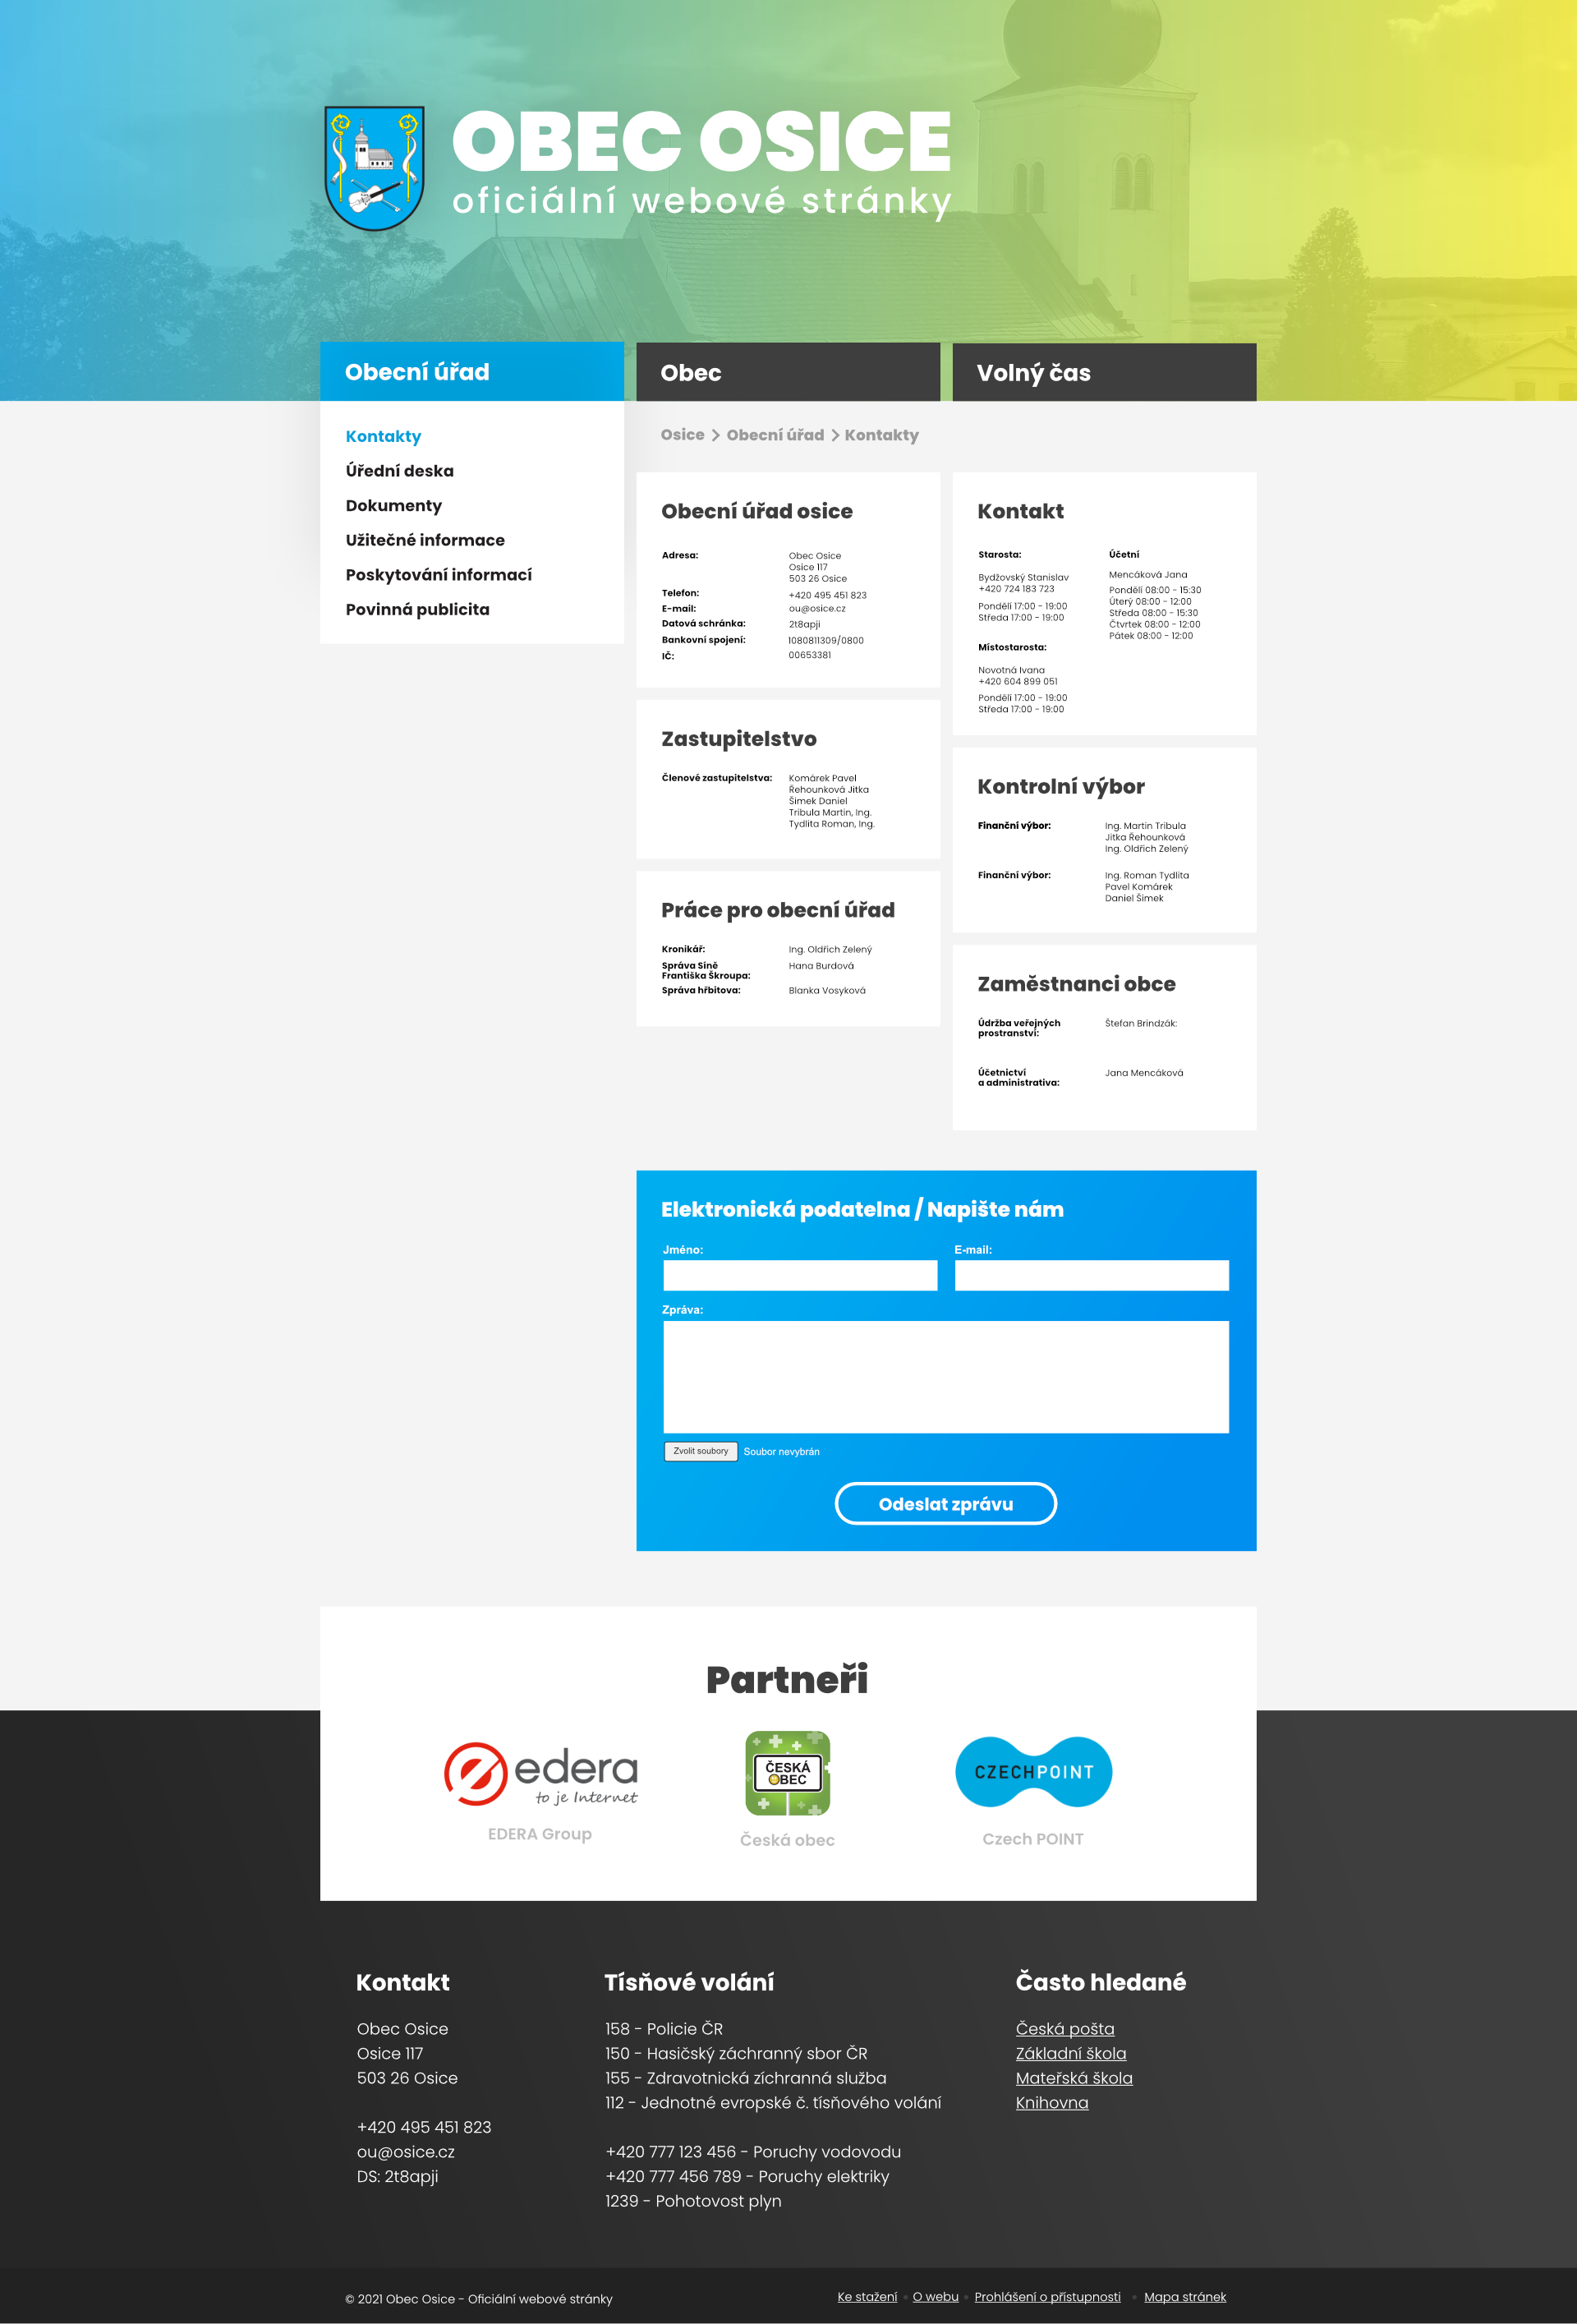 OBEC OSICE
oficiální webové stránky
Obecní úřad
Obec
Volný čas
Kontakty
Úřední deska
Dokumenty
Užitečné informace
Poskytování informací
Povinná publicita
Osice > Obecní úřad > Kontakty
Obecní úřad osice
Adresa: Obec Osice
Osice 117
503 26 Osice
Telefon: +420 495 451 823
E-mail: ou@osice.cz
Datová schránka: 2t8apji
Bankovní spojení: 1080811309/0800
IČ: 00653381
Zastupitelstvo
Členové zastupitelstva: Komárek Pavel
Řehounková Jitka
Šimek Daniel
Tribula Martin, Ing.
Tydlita Roman, Ing.
Práce pro obecní úřad
Kronikář: Ing. Oldřich Zelený
Správa Síně Hana Burdová
Františka Škroupa:
Správa hřbitova: Blanka Vosyková
Kontakt
Starosta:
Bydžovský Stanislav
+420 724 183 723
Pondělí 17:00 - 19:00
Středa 17:00 - 19:00
Místostarosta:
Novotná Ivana
+420 604 899 051
Pondělí 17:00 - 19:00
Středa 17:00 - 19:00
Účetní
Mencáková Jana
Pondělí 08:00 - 15:30
Úterý 08:00 - 12:00
Středa 08:00 - 15:30
Čtvrtek 08:00 - 12:00
Pátek 08:00 - 12:00
Kontrolní výbor
Finanční výbor: Ing. Martin Tribula
Jitka Řehounková
Ing. Oldřich Zelený
Finanční výbor: Ing. Roman Tydlita
Pavel Komárek
Daniel Šimek
Zaměstnanci obce
Údržba veřejných Štefan Brindzák:
prostranství:
Účetnictví Jana Mencáková
a administrativa:
Elektronická podatelna / Napište nám
Jméno:
E-mail:
Zpráva:
Zvolit soubory Soubor nevybrán
Odeslat zprávu
Partneři
edera
to je Internet
EDERA Group
ČESKÁ
OBEC
Česká obec
CZECHPOINT
Czech POINT
Kontakt
Obec Osice
Osice 117
503 26 Osice
+420 495 451 823
ou@osice.cz
DS: 2t8apji
Tísňové volání
158 - Policie ČR
150 - Hasičský záchranný sbor ČR
155 - Zdravotnická zíchranná služba
112 - Jednotné evropské č. tísňového volání
+420 777 123 456 - Poruchy vodovodu
+420 777 456 789 - Poruchy elektriky
1239 - Pohotovost plyn
Často hledané
Česká pošta
Základní škola
Mateřská škola
Knihovna
© 2021 Obec Osice - Oficiální webové stránky
Ke stažení • O webu • Prohlášení o přístupnosti • Mapa stránek